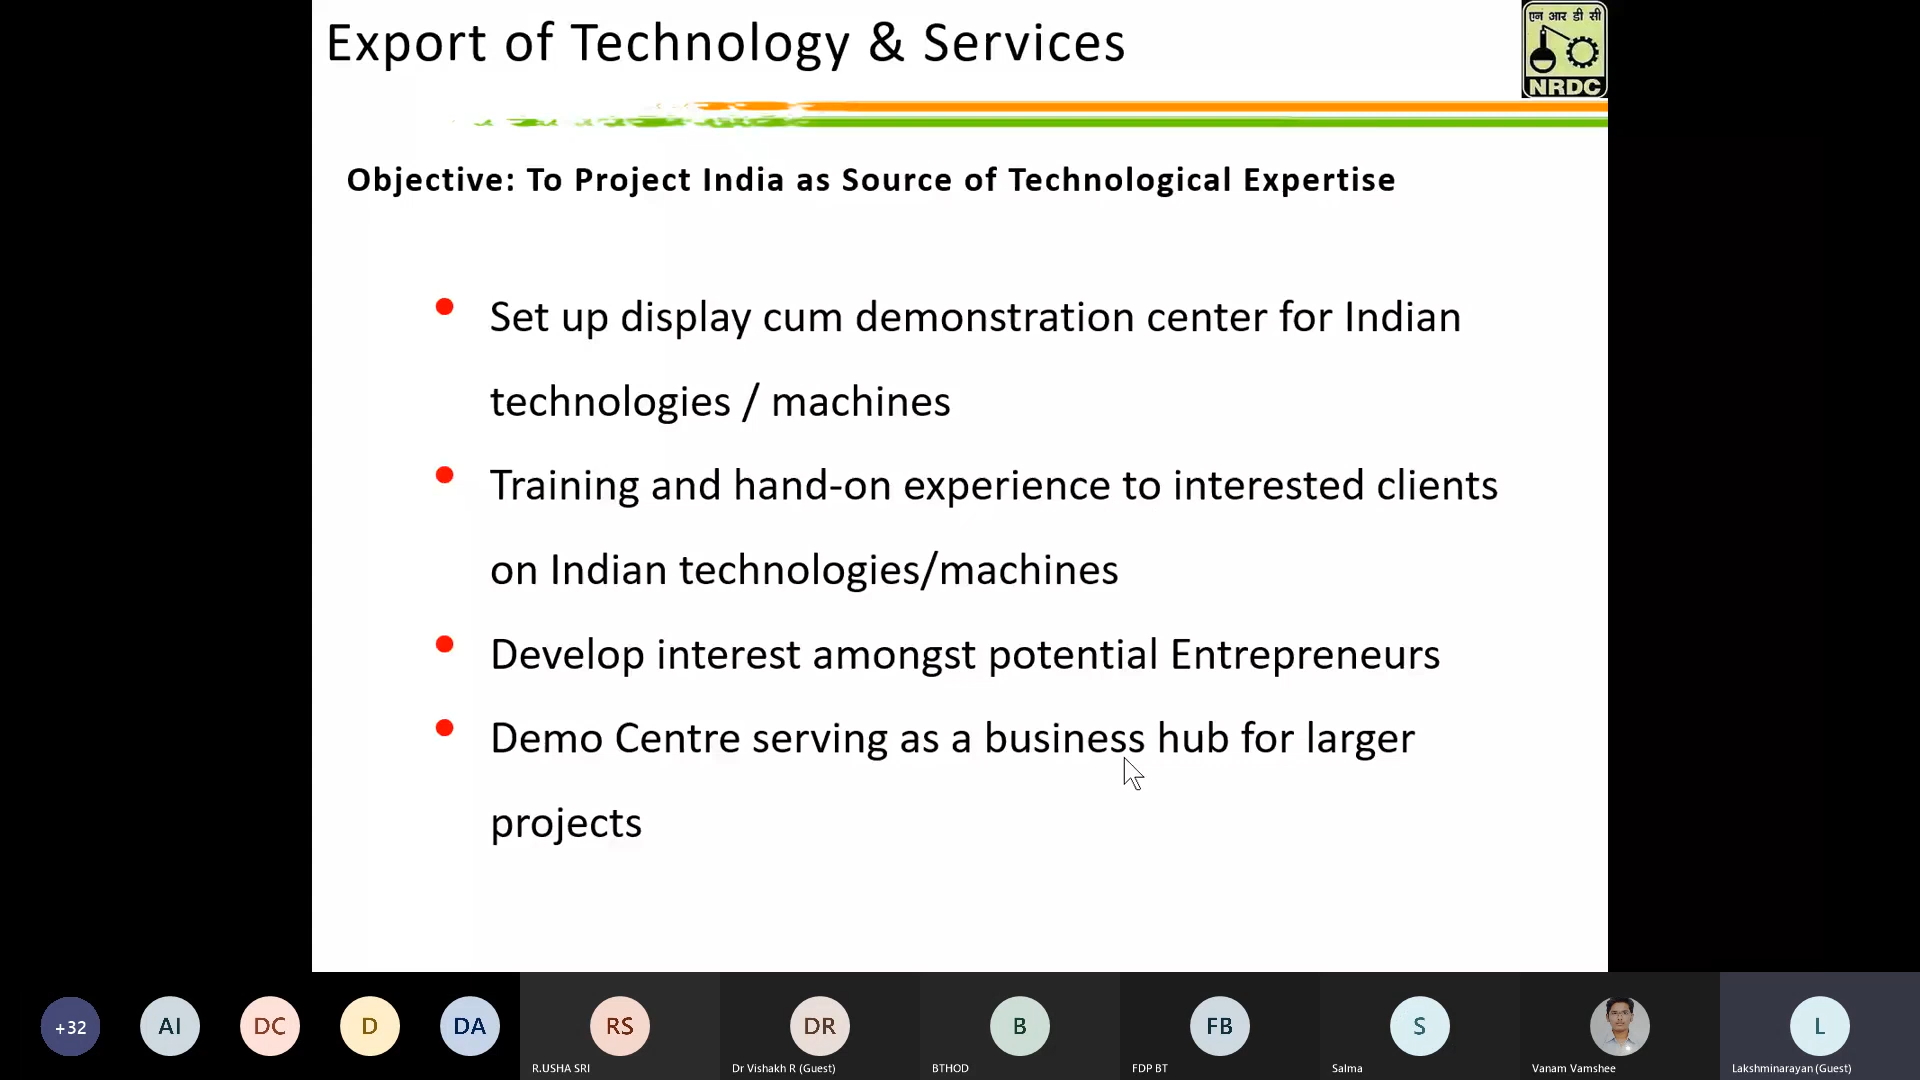 Export of Technology & Services
एन आर डी सी
NRDC
Objective: To Project India as Source of Technological Expertise
Set up display cum demonstration center for Indian
technologies / machines
Training and hand-on experience to interested clients
on Indian technologies/machines
Develop interest amongst potential Entrepreneurs
Demo Centre serving as a business hub for larger
projects
+32
AI
DC
D
DA
RS
DR
B
FB
S
L
R.USHA SRI
Dr Vishakh R (Guest)
BTHOD
FDP BT
Salma
Vanam Vamshee
Lakshminarayan (Guest)